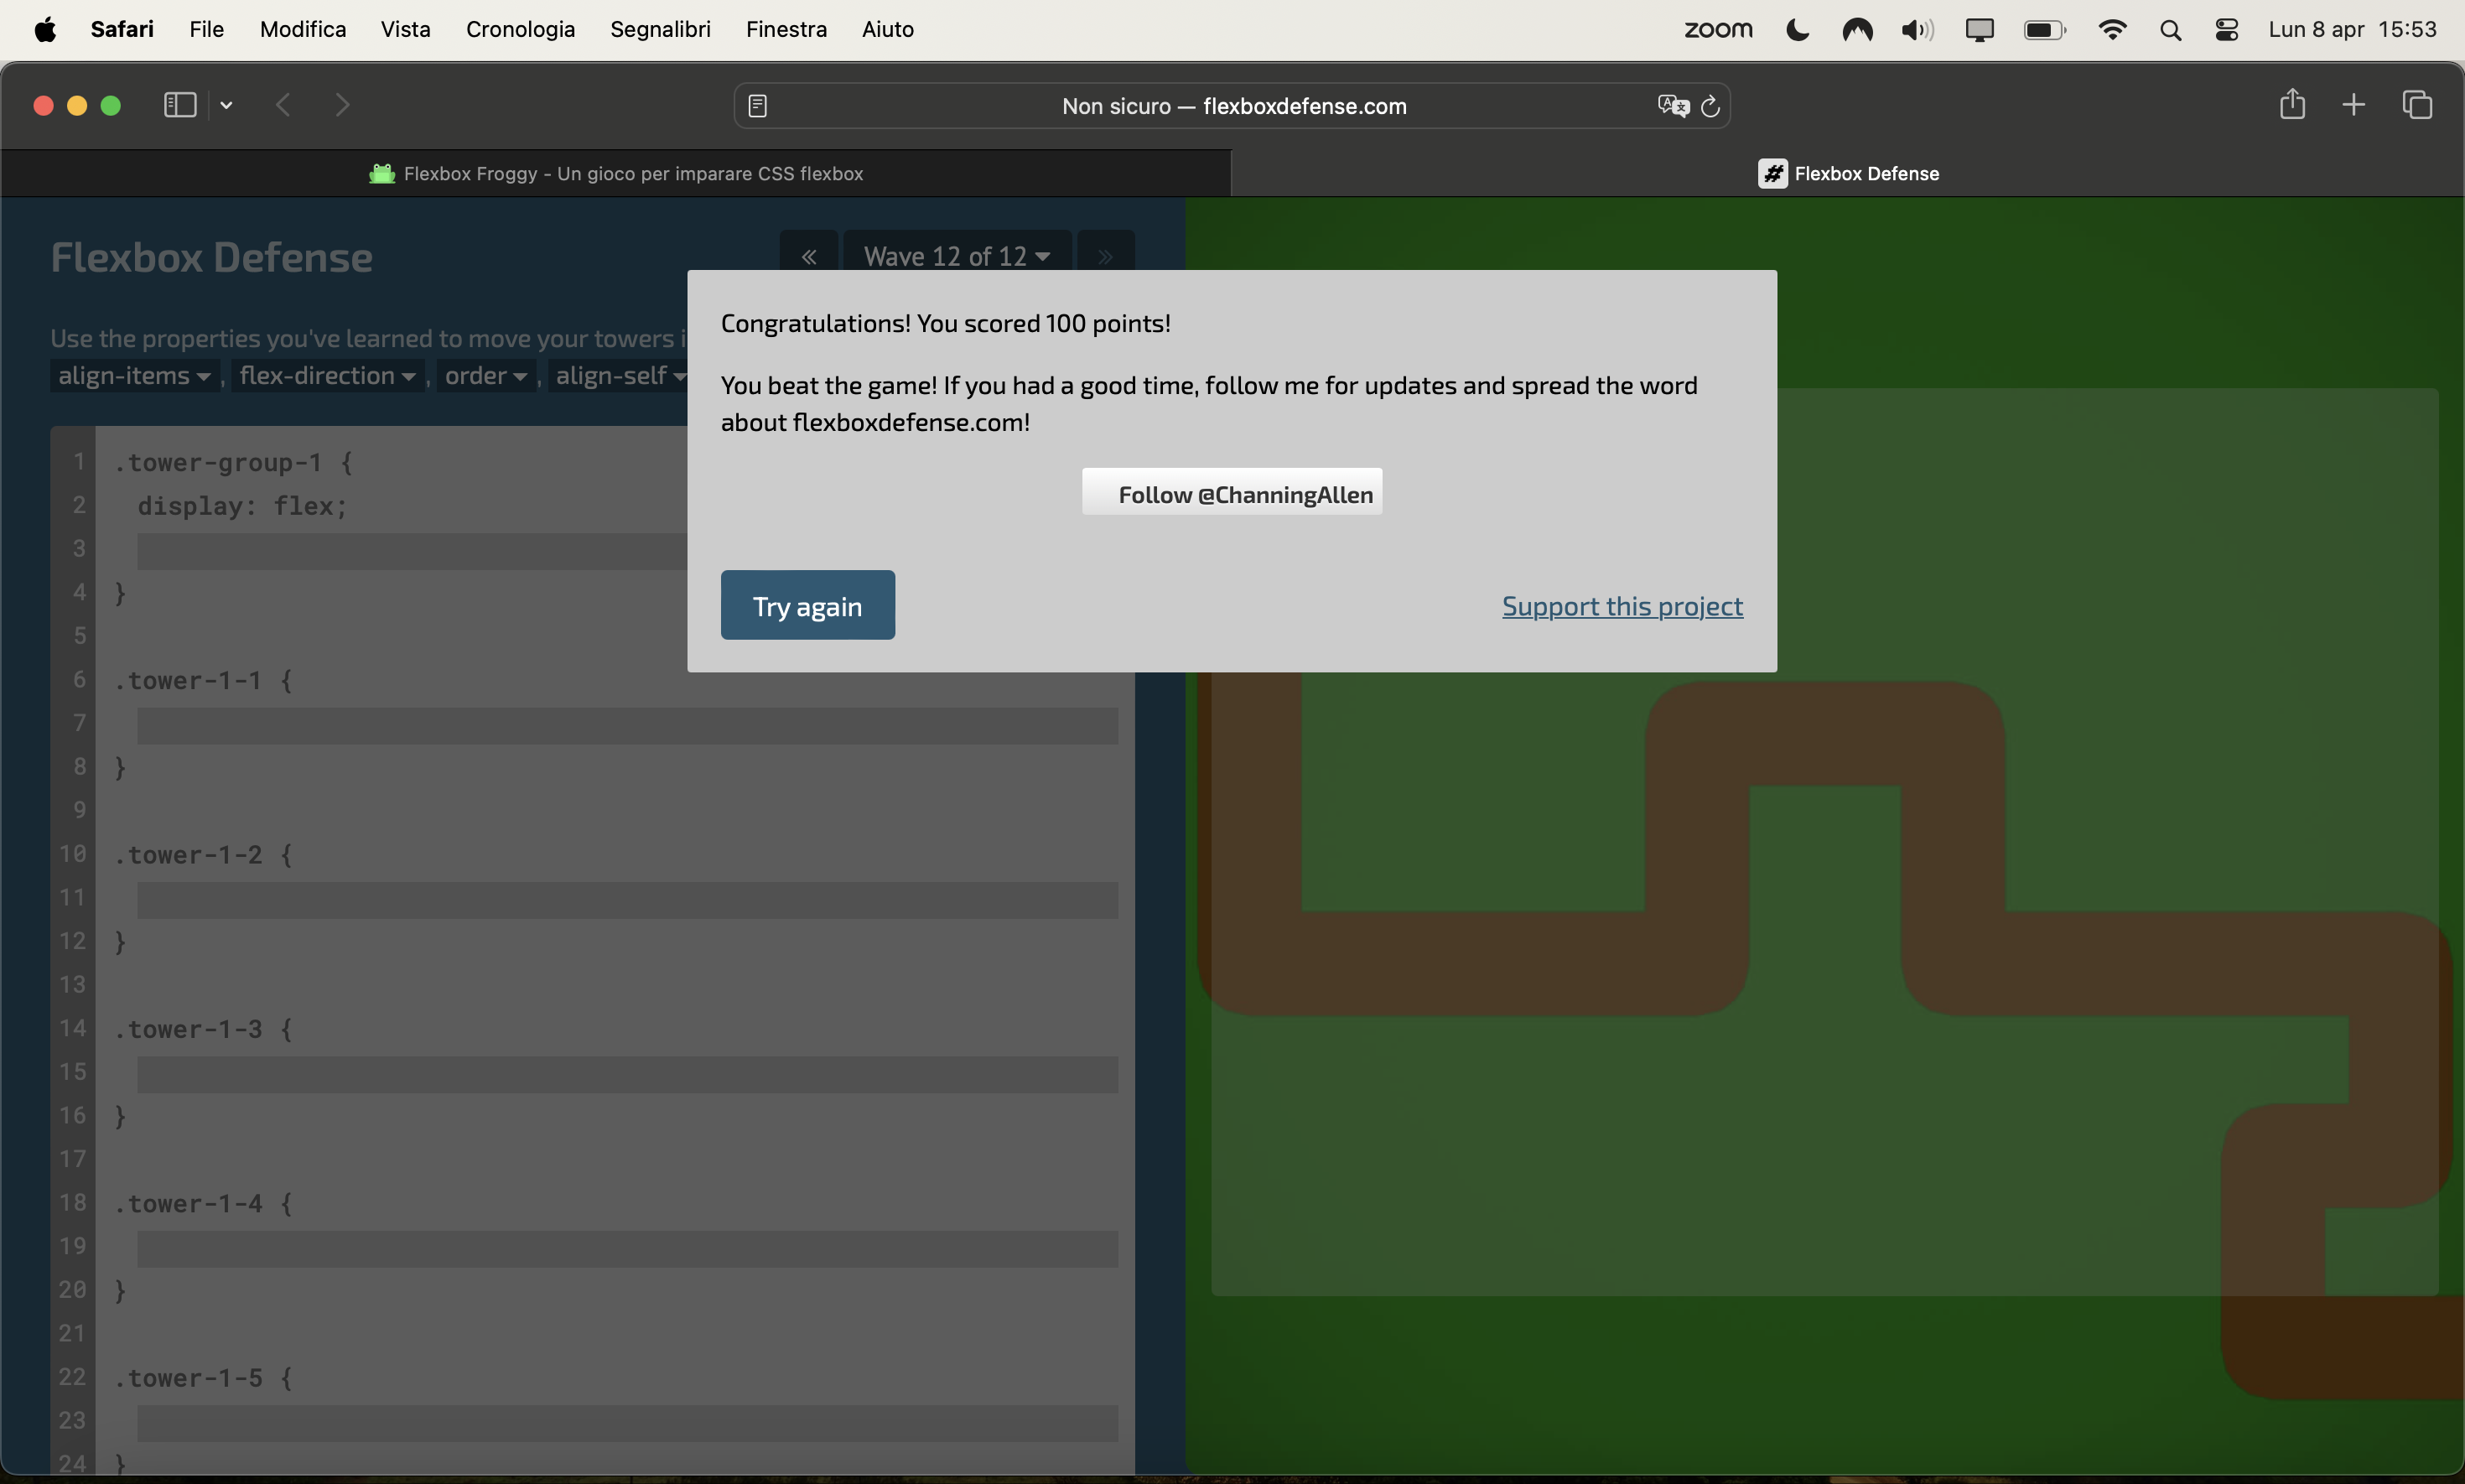 Safari File Modifica Vista Cronologia Segnalibri Finestra Aiuto zoom Lun 8 apr 15:53
Non sicuro — flexboxdefense.com
Flexbox Froggy - Un gioco per imparare CSS flexbox
Flexbox Defense
Flexbox Defense
« Wave 12 of 12 »
Use the properties you've learned to move your towers i
align-items , flex-direction , order , align-self
Congratulations! You scored 100 points!
You beat the game! If you had a good time, follow me for updates and spread the word
about flexboxdefense.com!
Follow @ChanningAllen
Try again
Support this project
1 .tower-group-1 {
2 display: flex;
3
4 }
5
6 .tower-1-1 {
7
8 }
9
10 .tower-1-2 {
11
12 }
13
14 .tower-1-3 {
15
16 }
17
18 .tower-1-4 {
19
20 }
21
22 .tower-1-5 {
23
24 }